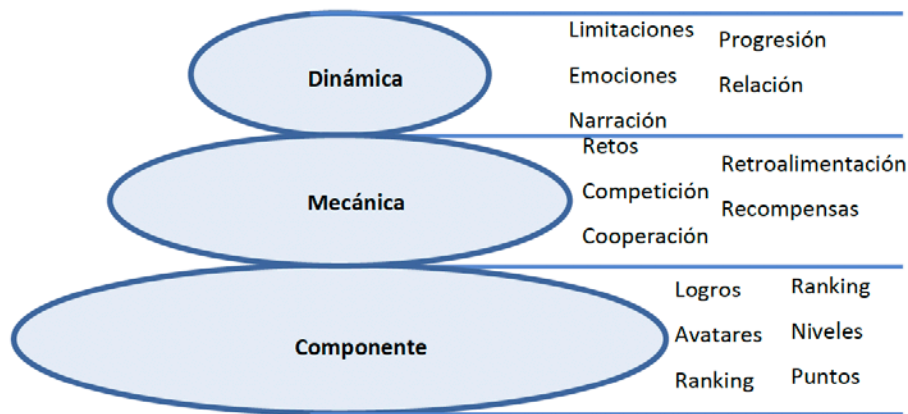 Dinámica
Limitaciones
Emociones
Narración
Progresión
Relación
Mecánica
Retos
Competición
Cooperación
Retroalimentación
Recompensas
Componente
Logros
Avatares
Ranking
Ranking
Niveles
Puntos